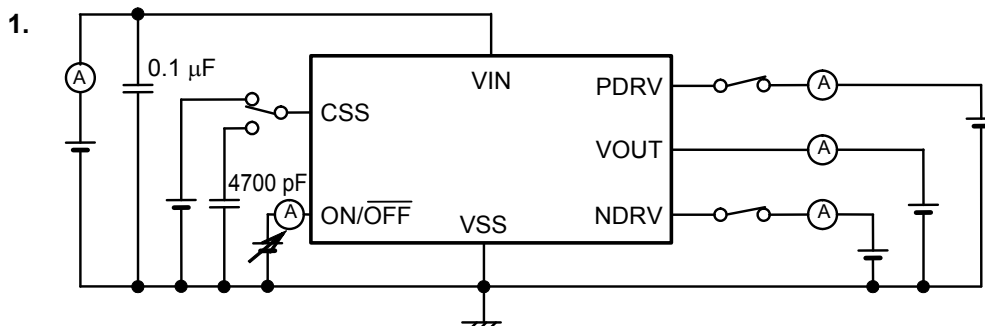 1.
A
0.1 μF
VIN
CSS
PDRV
A
VOUT
A
4700 pF
A
ON/OFF
VSS
NDRV
A